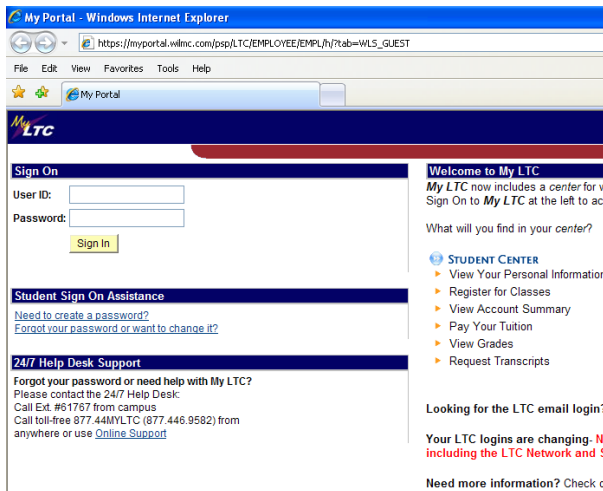 My Portal - Windows Internet Explorer
https://myportal.wilmc.com/psp/LTC/EMPLOYEE/EMPL/h/?tab=WLS_GUEST
File Edit View Favorites Tools Help
My Portal
My LTC
Sign On
User ID:
Password:
Sign In
Student Sign On Assistance
Need to create a password?
Forgot your password or want to change it?
24/7 Help Desk Support
Forgot your password or need help with My LTC?
Please contact the 24/7 Help Desk:
Call Ext. #61767 from campus
Call toll-free 877.44MYLTC (877.446.9582) from
anywhere or use Online Support
Welcome to My LTC
My LTC now includes a center for
Sign On to My LTC at the left to
What will you find in your center?
STUDENT CENTER
View Your Personal Information
Register for Classes
View Account Summary
Pay Your Tuition
View Grades
Request Transcripts
Looking for the LTC email login?
Your LTC logins are changing-
including the LTC Network and
Need more information? Check